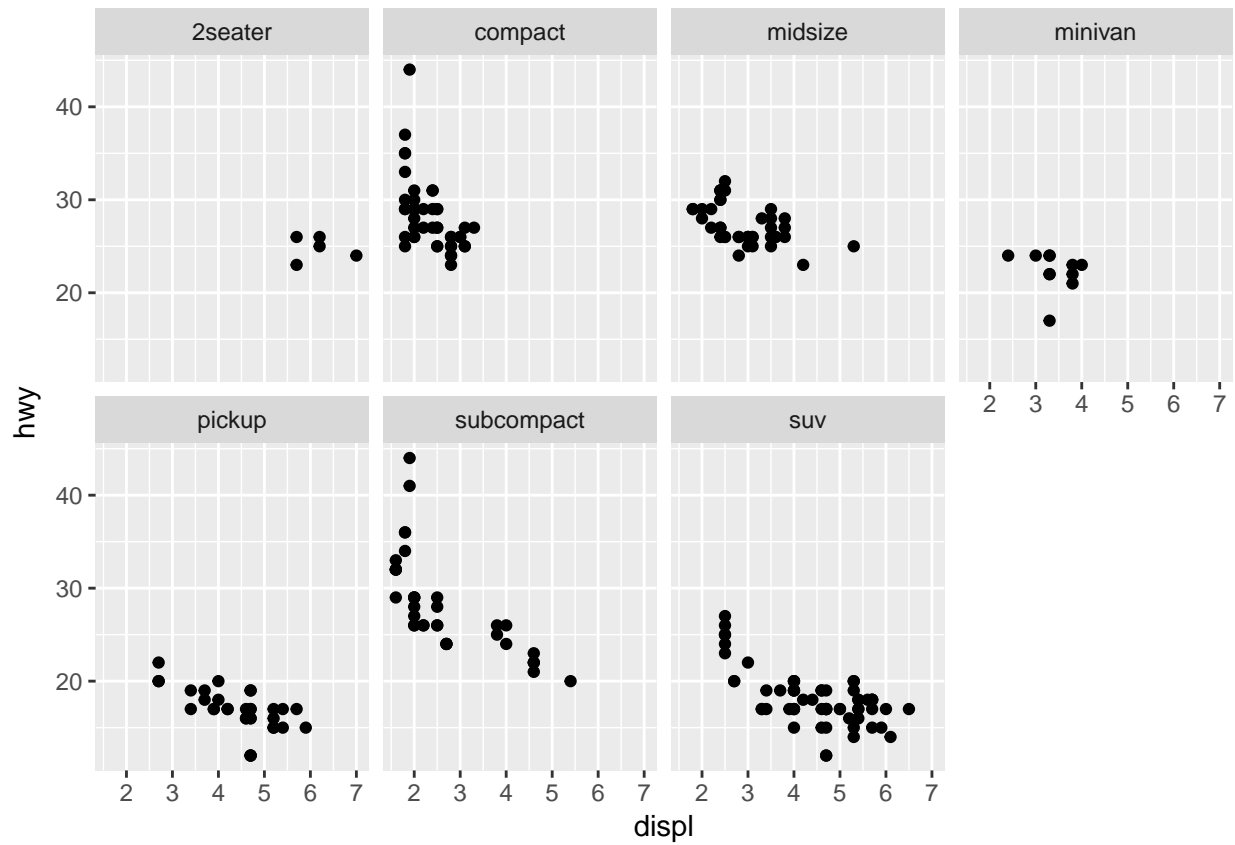 2seater compact midsize minivan
40
30
20
2 3 4 5 6 7
pickup subcompact suv
40
30
20
2 3 4 5 6 7 2 3 4 5 6 7 2 3 4 5 6 7
displ
hwy